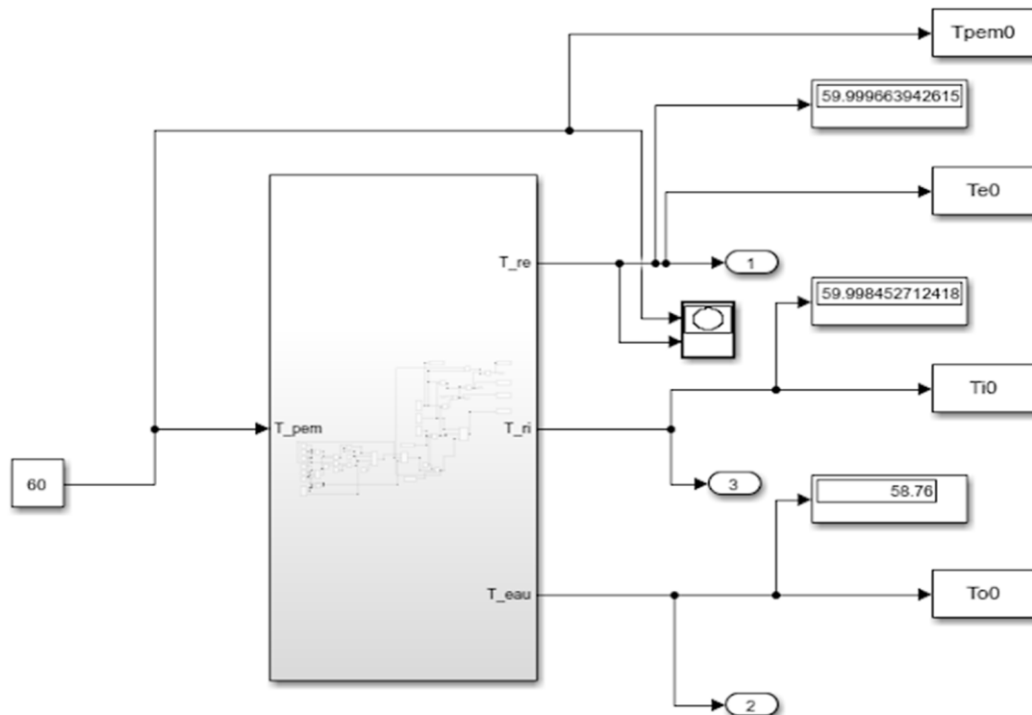 Tpem0
59.999663942615
Te0
T_re
1
59.998452712418
Ti0
T_pem
T_ri
60
3
58.76
T_eau
To0
2